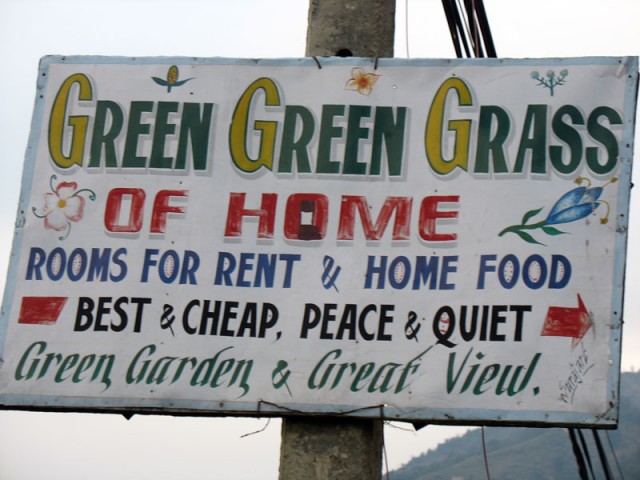 GREEN GREEN GRASS
OF HOME
ROOMS FOR RENT & HOME FOOD
BEST & CHEAP, PEACE & QUIET
Green Garden & Great View.